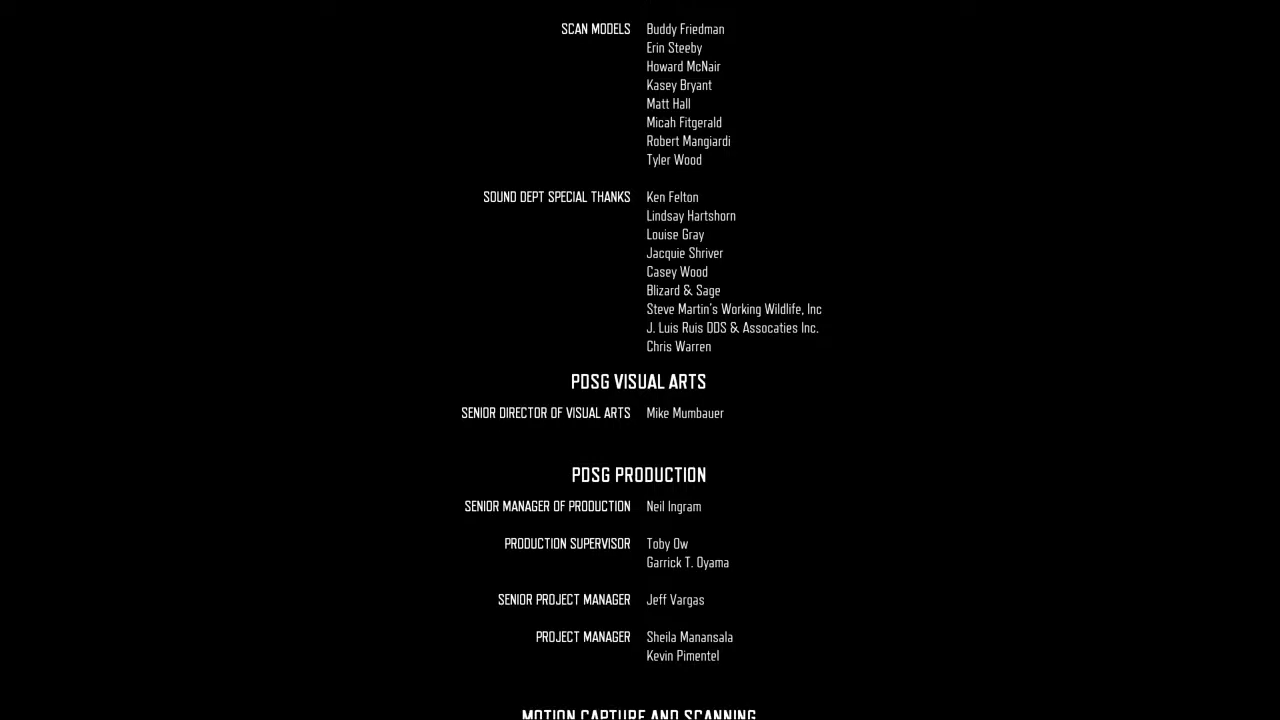 SCAN MODELS Buddy Friedman
Erin Steeby
Howard McNair
Kasey Bryant
Matt Hall
Micah Fitgerald
Robert Mangiardi
Tyler Wood
SOUND DEPT SPECIAL THANKS Ken Felton
Lindsay Hartshorn
Louise Gray
Jacquie Shriver
Casey Wood
Blizard & Sage
Steve Martin's Working Wildlife, Inc
J. Luis Ruis DDS & Assocaties Inc.
Chris Warren
PDSG VISUAL ARTS
SENIOR DIRECTOR OF VISUAL ARTS Mike Mumbauer
PDSG PRODUCTION
SENIOR MANAGER OF PRODUCTION Neil Ingram
PRODUCTION SUPERVISOR Toby Ow
Garrick T. Oyama
SENIOR PROJECT MANAGER Jeff Vargas
PROJECT MANAGER Sheila Manansala
Kevin Pimentel
MOTION CAPTURE AND SCANNING